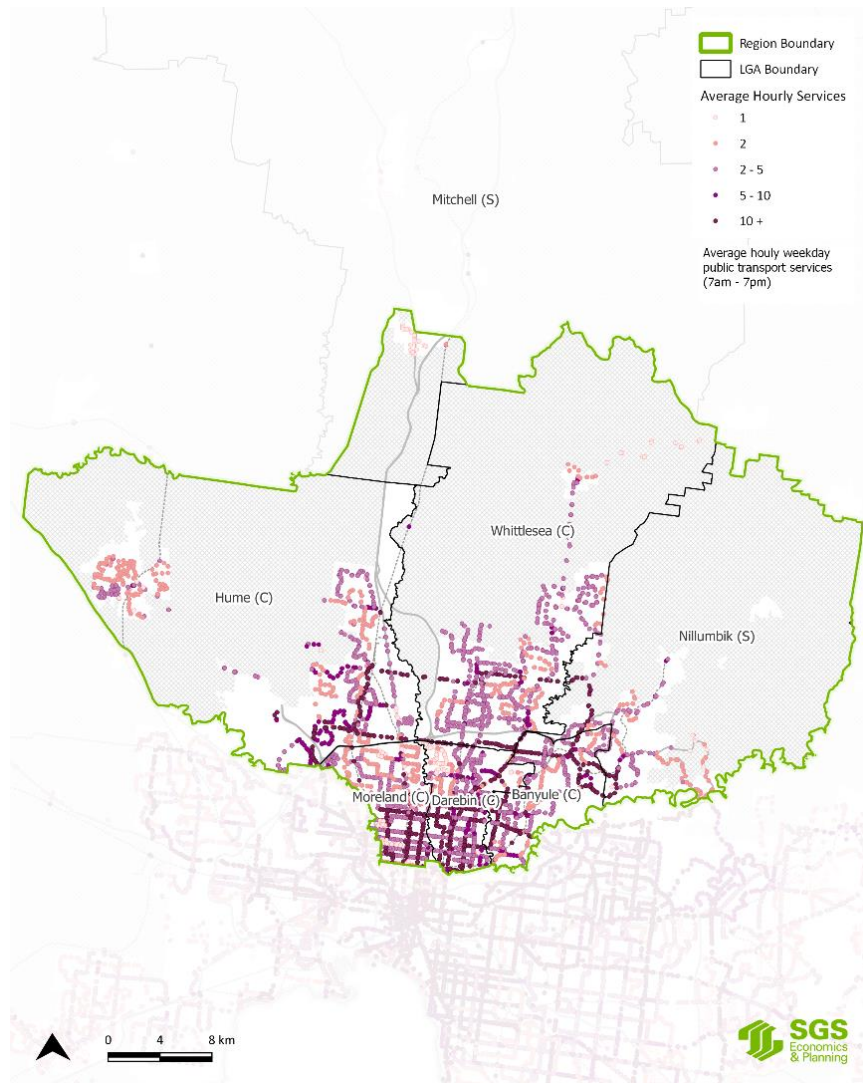 Region Boundary
LGA Boundary
Average Hourly Services
1
2
2 - 5
5 - 10
10 +
Average houly weekday
public transport services
(7am - 7pm)
Mitchell (S)
Whittlesea (C)
Hume (C)
Nillumbik (S)
Moreland (C)
Darebin (C)
Banyule (C)
0 4 8 km
SGS
Economics
& Planning